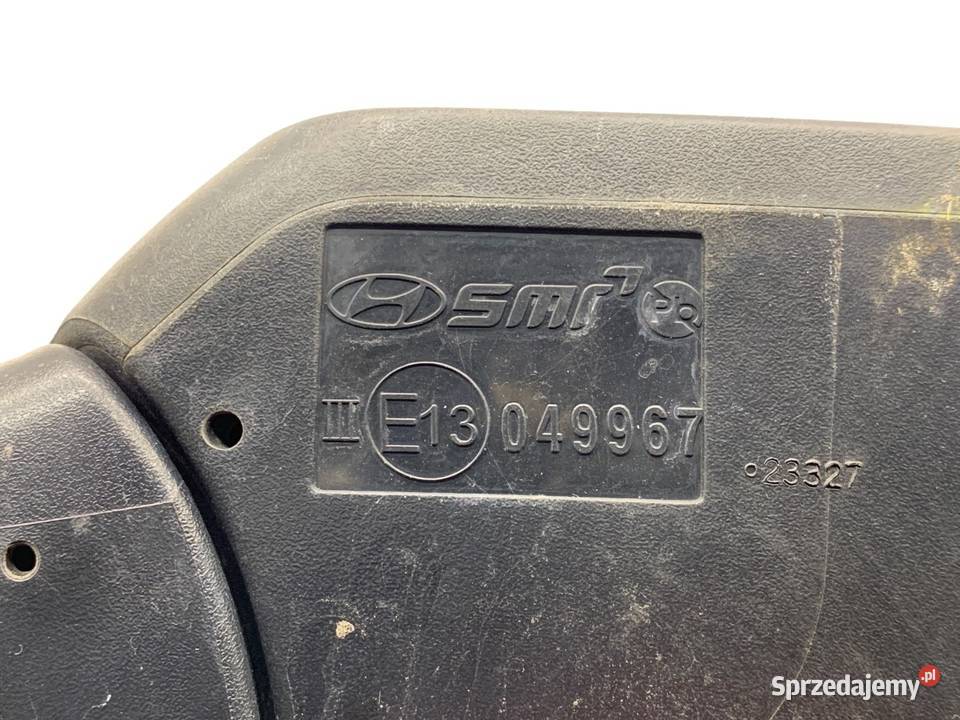 smr
III E13 049967
23327
Sprzedajemy.pl